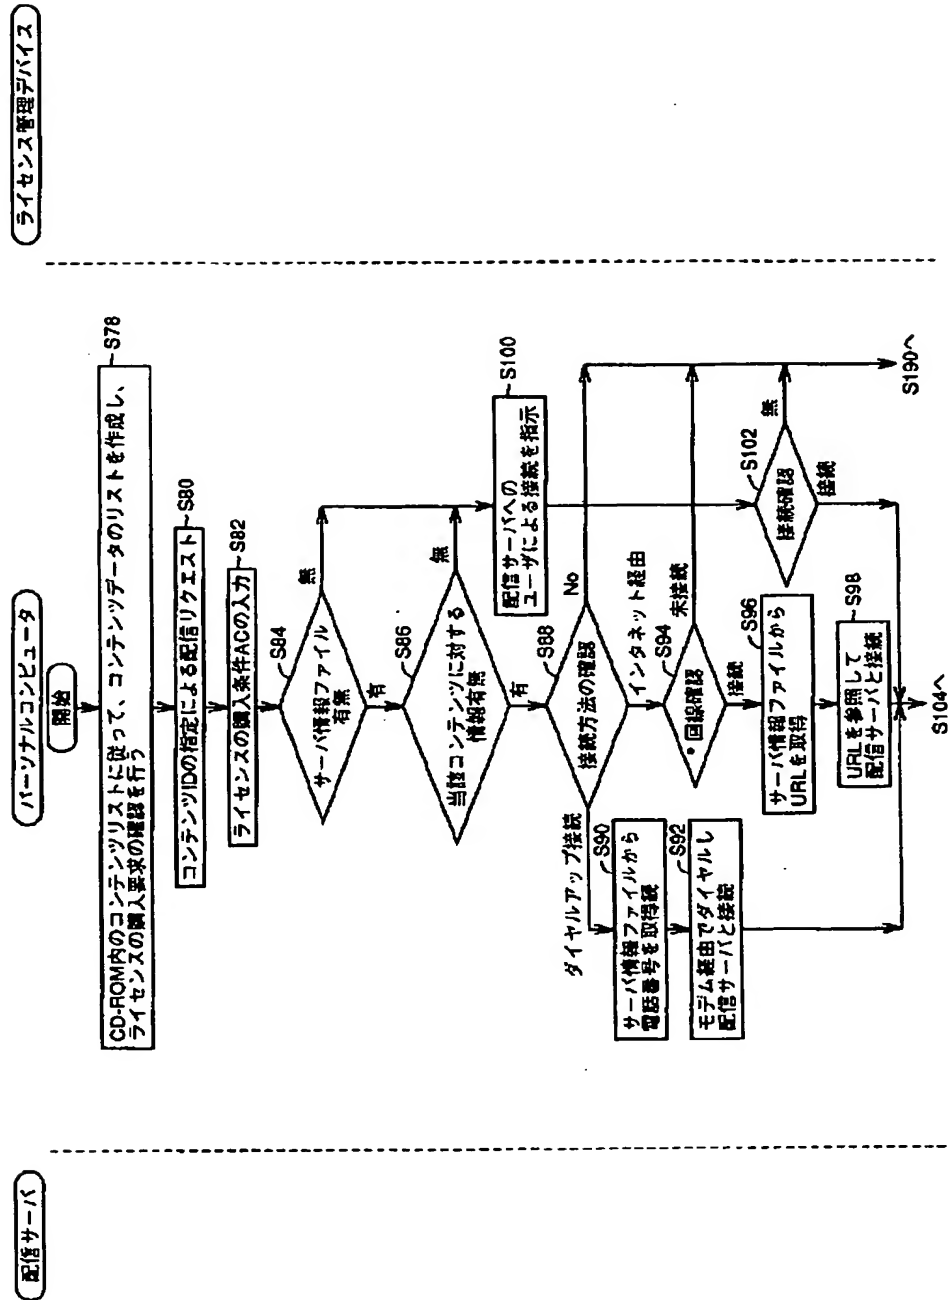 配信サーバ
パーソナルコンピュータ
ライセンス管理デバイス
開始
CD-ROM内のコンテンツリストに従って、コンテンツデータのリストを作成し、
ライセンスの購入要求の確認を行う
S78
コンテンツIDの指定による配信リクエスト
S80
ライセンスの購入条件ACの入力
S82
サーバ情報ファイル
有無
S84
無
有
当該コンテンツに対する
情報有無
S86
無
有
配信サーバへの
ユーザによる接続を指示
S100
接続方法の確認
S88
No
ダイヤルアップ接続
インタネット経由
サーバ情報ファイルから
電話番号を取得続
S90
モデム経由でダイヤルし
配信サーバと接続
S92
回線確認
S94
未接続
接続
サーバ情報ファイルから
URLを取得
S96
URLを参照して
配信サーバと接続
S98
接続確認
S102
無
接続
S104へ
S190へ